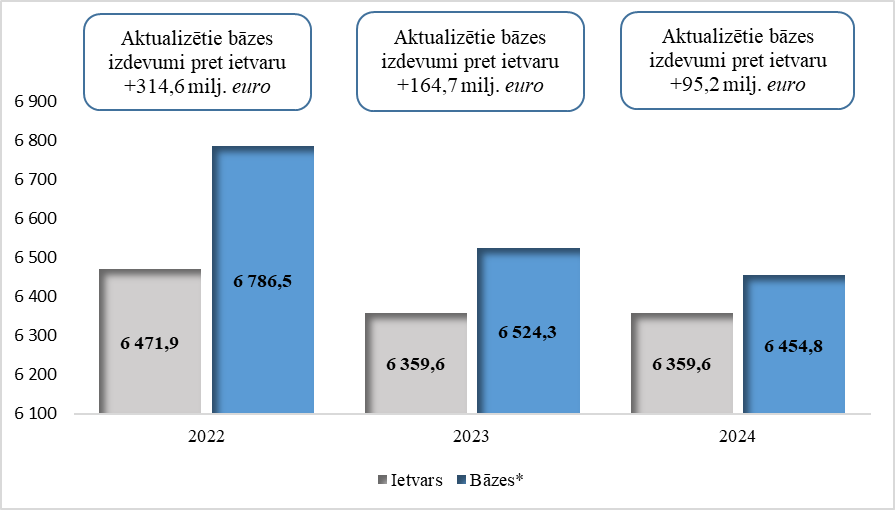 Aktualizētie bāzes
izdevumi pret ietvaru
+314,6 milj. euro
Aktualizētie bāzes
izdevumi pret ietvaru
+164,7 milj. euro
Aktualizētie bāzes
izdevumi pret ietvaru
+95,2 milj. euro
6 900
6 800
6 700
6 600
6 500
6 400
6 300
6 200
6 100
6 471,9
6 786,5
6 359,6
6 524,3
6 359,6
6 454,8
2022
2023
2024
Ietvars
Bāzes*